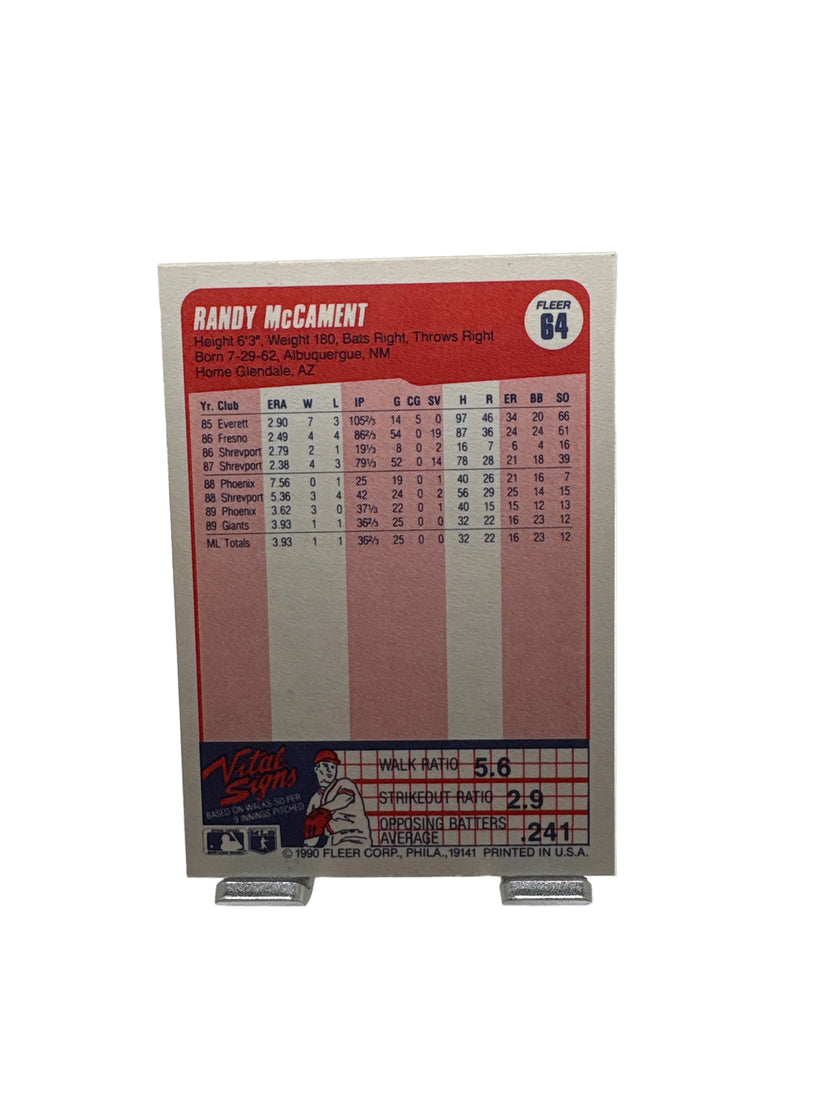 RANDY McCAMENT
FLEER
64
Height 6'3", Weight 180, Bats Right, Throws Right
Born 7-29-62, Albuquergue, NM
Home Glendale, AZ
Yr. Club ERA W L IP G CG SV H R ER BB SO
85 Everett 2.90 7 3 105⅔ 14 5 0 97 46 34 20 66
86 Fresno 2.49 4 4 86⅔ 54 0 19 87 36 24 24 61
86 Shrevport 2.79 2 1 19⅓ 8 0 2 16 7 6 4 16
87 Shrevport 2.38 4 3 79⅓ 52 0 14 78 28 21 18 39
88 Phoenix 7.56 0 1 25 19 0 1 40 26 21 16 7
88 Shrevport 5.36 3 4 42 24 0 2 56 29 25 14 15
89 Phoenix 3.62 3 0 37⅓ 22 0 1 40 15 15 12 13
89 Giants 3.93 1 1 36⅔ 25 0 0 32 22 16 23 12
ML Totals 3.93 1 1 36⅔ 25 0 0 32 22 16 23 12
Vital
Signs
BASED ON WALKS/SO PER
9 INNINGS PITCHED
WALK RATIO 5.6
STRIKEOUT RATIO 2.9
OPPOSING BATTERS
AVERAGE .241
© 1990 FLEER CORP., PHILA., 19141 PRINTED IN U.S.A.